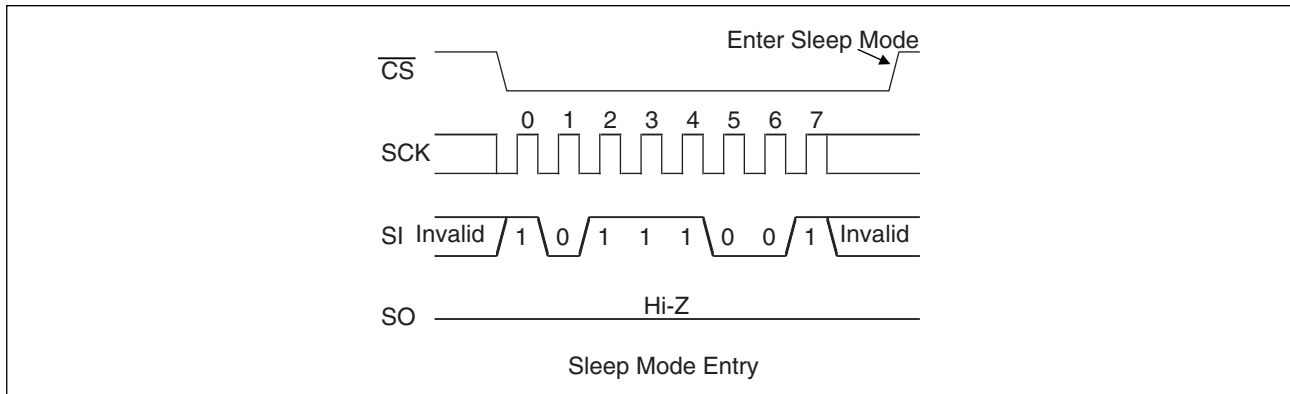 Enter Sleep Mode
CS
0 1 2 3 4 5 6 7
SCK
SI Invalid 1 0 1 1 1 0 0 1 Invalid
Hi-Z
SO
Sleep Mode Entry